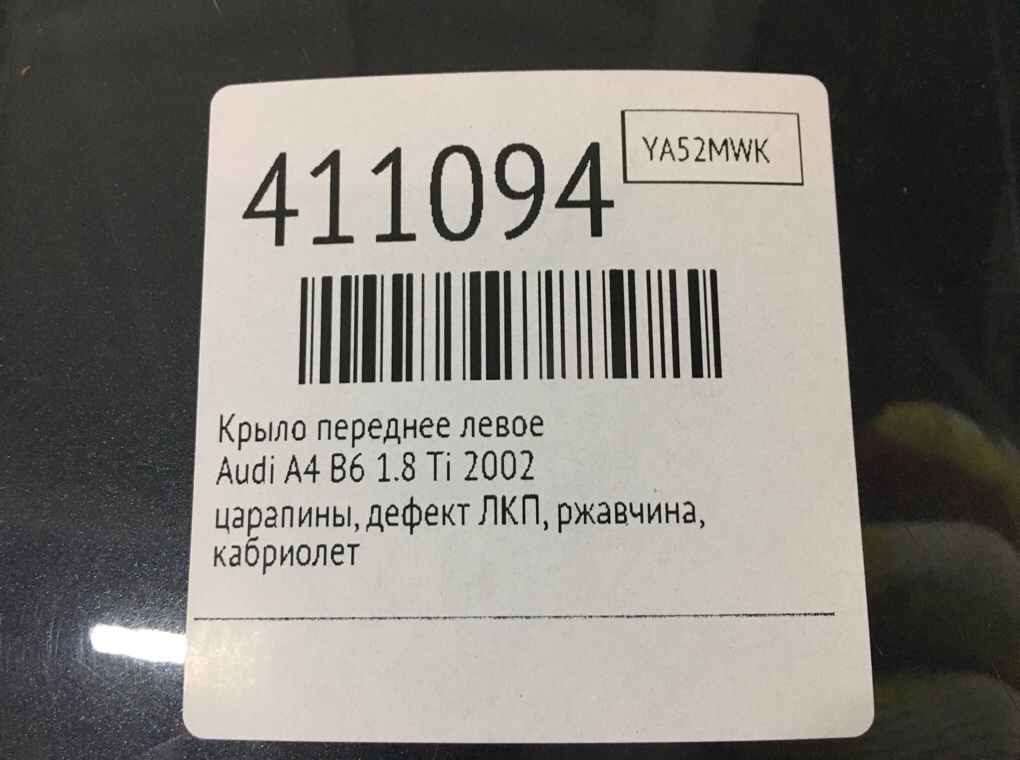 411094
YA52MWK
Крыло переднее левое
Audi A4 B6 1.8 Ti 2002
царапины, дефект ЛКП, ржавчина,
кабриолет